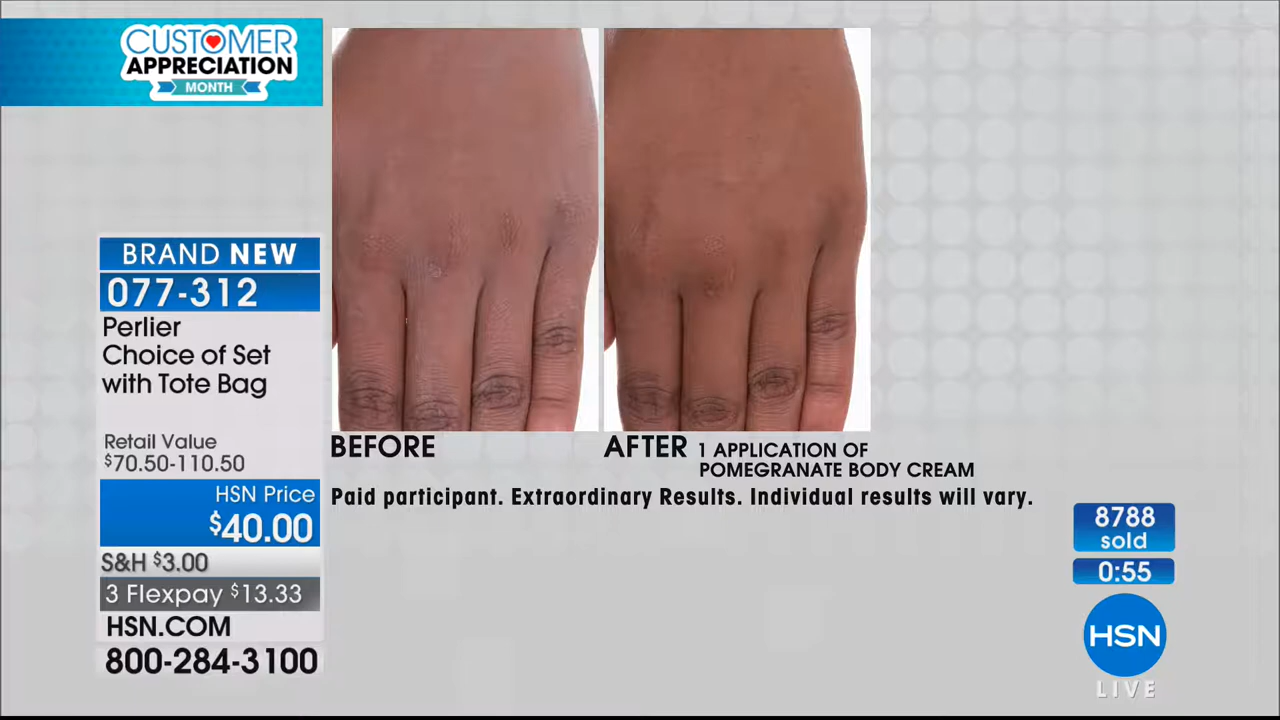 CUSTOMER
APPRECIATION
MONTH
BRAND NEW
077-312
Perlier
Choice of Set
with Tote Bag
Retail Value
$70.50-110.50
HSN Price
$40.00
S&H $3.00
3 Flexpay $13.33
HSN.COM
800-284-3100
BEFORE
AFTER 1 APPLICATION OF
POMEGRANATE BODY CREAM
Paid participant. Extraordinary Results. Individual results will vary.
8788
sold
0:55
HSN
LIVE